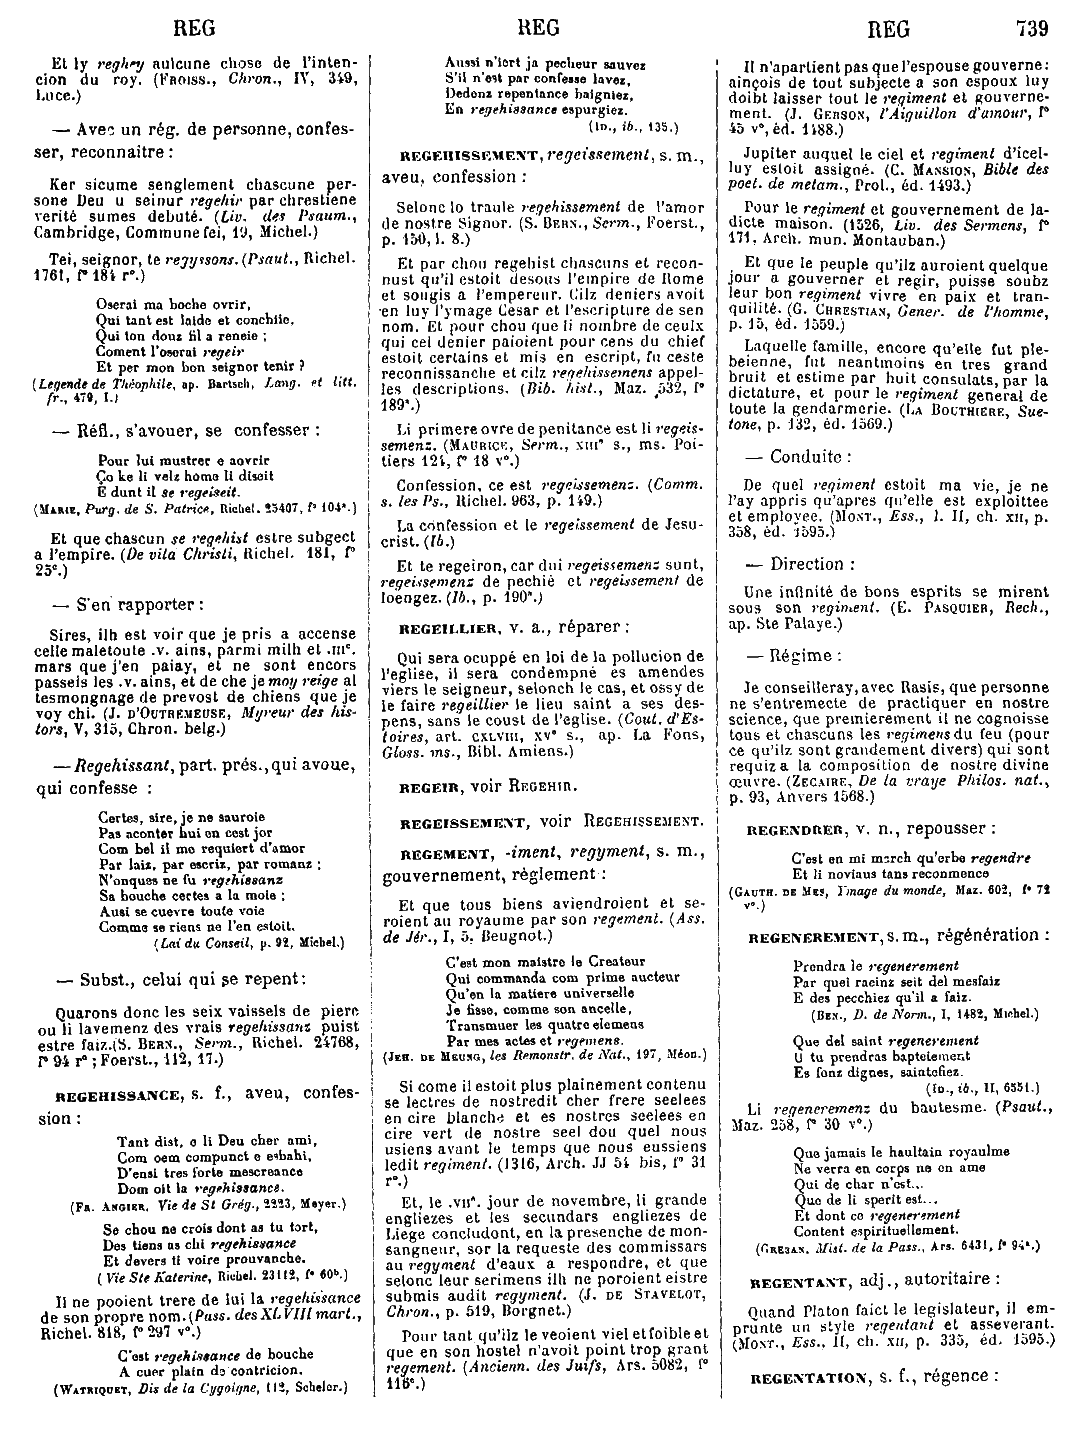 REG
REG
REG 739
Et ly reghey aulcune chose de l'inten-
cion du roy. (FROISS., Chron., IV, 349,
Luce.)
— Avec un rég. de personne, confes-
ser, reconnaitre :
Ker sicume senglement chascune per-
sone Deu u seinur regehir par chrestiene
verité sumes debuté. (Liv. des Psaum.,
Cambridge, Commune fei, 19, Michel.)
Tei, seignor, te regyssons. (Psaut., Richel.
1761, f° 184 r°.)
Oserai ma boche ovrir,
Qui tant est laide et conchiie,
Qui ton douz fil a reneie ;
Coment l'oserai regeir
Et per mon bon seignor tenir ?
(Legende de Théophile, ap. Bartsch, Lang. et litt.
fr., 479, 1.)
— Réfl., s'avouer, se confesser :
Pour lui mustrer e aovrir
Ço ke li velz home li diseit
E dunt il se regeiseit.
(MARIE, Purg. de S. Patrice, Richel. 25407, f° 104ª.)
Et que chascun se regehist estre subgect
a l'empire. (De vita Christi, Richel. 181, f°
25ᶜ.)
— S'en rapporter :
Sires, ilh est voir que je pris a accense
celle maletoute .v. ains, parmi milh et .IIIᶜ.
mars que j'en paiay, et ne sont encors
passeis les .v. ains, et de che je moy reige al
tesmongnage de prevost de chiens que je
voy chi. (J. D'OUTREMEUSE, Myreur des his-
tors, V, 315, Chron. belg.)
— Regehissant, part. prés., qui avoue,
qui confesse :
Certes, sire, je ne sauroie
Pas aconter hui en cest jor
Com bel il me requiert d'amor
Par laiz, par escriz, par romanz ;
N'onques ne fu regehissanz
Sa bouche certes a la moie ;
Ausi se cuevre toute voie
Comme se riens ne l'en estoit.
(Lai du Conseil, p. 92, Michel.)
— Subst., celui qui se repent :
Quarons donc les seix vaissels de piere
ou li lavemenz des vrais regehissanz puist
estre faiz. (S. BERN., Serm., Richel. 24768,
f° 94 r° ; Foerst., 112, 17.)
REGEHISSANCE, s. f., aveu, confes-
sion :
Tant dist, o li Deu cher ami,
Com oem compunct e esbahi,
D'ensi tres forte mescreance
Dom oit la regehissance.
(FR. ANGIER, Vie de St Grég., 2223, Meyer.)
Se chou ne crois dont as tu tort,
Des tiens as chi regehissance
Et devers ti voire prouvanche.
(Vie Ste Katerine, Richel. 23112, f° 60ᵇ.)
Il ne pooient trere de lui la regehissance
de son propre nom. (Pass. des XLVIII mart.,
Richel. 818, f° 297 v°.)
C'est regehissance de bouche
A cuer plain de contricion.
(WATRIQUET, Dis de la Cygoigne, 112, Scheler.)
Aussi n'iert ja pecheur sauvez
S'il n'est par confesse lavez,
Dedenz repentance baigniez,
En regehissance espurgiez.
(ID., ib., 135.)
REGEHISSEMENT, regeissement, s. m.,
aveu, confession :
Selonc lo traule regehissement de l'amor
de nostre Signor. (S. BERN., Serm., Foerst.,
p. 150, l. 8.)
Et par chou regehist chascuns et recon-
nust qu'il estoit desous l'empire de Rome
et sougis a l'empereur. Cilz deniers avoit
en luy l'ymage Cesar et l'escripture de sen
nom. Et pour chou que li nombre de ceulx
qui cel denier paioient pour cens du chief
estoit certains et mis en escript, fu ceste
reconnissanche et cilz regehissemens appel-
les descriptions. (Bib. hist., Maz. 532, f°
189ª.)
Li primere ovre de penitance est li regeis-
semenz. (MAURICE, Serm., XIIIᵉ s., ms. Poi-
tiers 124, f° 18 v°.)
Confession, ce est regeissemenz. (Comm.
s. les Ps., Richel. 963, p. 149.)
La confession et le regeissement de Jesu-
crist. (Ib.)
Et te regeiron, car dui regeissemenz sunt,
regeissemenz de pechié et regeissement de
loengez. (Ib., p. 190ª.)
REGEILLIER, v. a., réparer :
Qui sera ocuppé en loi de la pollucion de
l'eglise, il sera condempné es amendes
viers le seigneur, selonch le cas, et ossy de
le faire regeillier le lieu saint a ses des-
pens, sans le coust de l'eglise. (Cout. d'Es-
toires, art. CXLVIII, XVᵉ s., ap. La Fons,
Gloss. ms., Bibl. Amiens.)
REGEIR, voir REGEHIR.
REGEISSEMENT, voir REGEHISSEMENT.
REGEMENT, -iment, regyment, s. m.,
gouvernement, règlement :
Et que tous biens aviendroient et se-
roient au royaume par son regement. (Ass.
de Jér., I, 5, Beugnot.)
C'est mon maistre le Createur
Qui commanda com prime aucteur
Qu'en la matiere universelle
Je fisse, comme son ancelle,
Transmuer les quatre elemens
Par mes actes et regemens.
(JEH. DE MEUNG, les Remonstr. de Nat., 197, Méon.)
Si come il estoit plus plainement contenu
se lectres de nostredit cher frere seelees
en cire blanche et es nostres seelees en
cire vert de nostre seel dou quel nous
usiens avant le temps que nous eussiens
ledit regiment. (1316, Arch. JJ 54 bis, f° 31
r°.)
Et, le .VIIᵉ. jour de novembre, li grande
engliezes et les secundars engliezes de
Liege concludont, en la presenche de mon-
sangneur, sor la requeste des commissars
au regyment d'eaux a respondre, et que
selonc leur serimens ilh ne poroient eistre
submis audit regyment. (J. DE STAVELOT,
Chron., p. 519, Borgnet.)
Pour tant qu'ilz le veoient viel et foible et
que en son hostel n'avoit point trop grant
regement. (Ancienn. des Juifs, Ars. 5082, f°
116ᶜ.)
Il n'apartient pas que l'espouse gouverne :
ainçois de tout subjecte a son espoux luy
doibt laisser tout le regiment et gouverne-
ment. (J. GERSON, l'Aiguillon d'amour, f°
45 v°, éd. 1488.)
Jupiter auquel le ciel et regiment d'icel-
luy estoit assigné. (C. MANSION, Bible des
poet. de metam., Prol., éd. 1493.)
Pour le regiment et gouvernement de la-
dicte maison. (1526, Liv. des Sermens, f°
171, Arch. mun. Montauban.)
Et que le peuple qu'ilz auroient quelque
jour a gouverner et regir, puisse soubz
leur bon regiment vivre en paix et tran-
quilité. (G. CHRESTIAN, Gener. de l'homme,
p. 15, éd. 1559.)
Laquelle famille, encore qu'elle fut ple-
beienne, fut neantmoins en tres grand
bruit et estime par huit consulats, par la
dictature, et pour le regiment general de
toute la gendarmerie. (LA BOUTHIERE, Sue-
tone, p. 132, éd. 1569.)
— Conduite :
De quel regiment estoit ma vie, je ne
l'ay appris qu'apres qu'elle est exploittee
et employee. (MONT., Ess., l. II, ch. XII, p.
358, éd. 1595.)
— Direction :
Une infinité de bons esprits se mirent
sous son regiment. (E. PASQUIER, Rech.,
ap. Ste Palaye.)
— Régime :
Je conseilleray, avec Rasis, que personne
ne s'entremecte de practiquer en nostre
science, que premierement il ne cognoisse
tous et chascuns les regimens du feu (pour
ce qu'ilz sont grandement divers) qui sont
requiz a la composition de nostre divine
œuvre. (ZECAIRE, De la vraye Philos. nat.,
p. 93, Anvers 1568.)
REGENDRER, v. n., repousser :
C'est en mi march qu'erbe regendre
Et li noviaus tans recommence
(GAUTH. DE MES, Ymage du monde, Maz. 602, f° 72
v°.)
REGENEREMENT, s. m., régénération :
Prendra le regenerement
Par quei racinz seit del mesfaiz
E des pecchiez qu'il a faiz.
(BEN., D. de Norm., I, 1482, Michel.)
Que del saint regenerement
U tu prendras bapteiement
Es fonz dignes, saintefiez.
(ID., ib., II, 6551.)
Li regeneremenz du bautesme. (Psaut.,
Maz. 258, f° 30 v°.)
Que jamais le haultain royaulme
Ne verra en corps ne en ame
Qui de char n'est...
Que de li sperit est...
Et dont ce regenerement
Content espirituellement.
(GREBAN, Mist. de la Pass., Ars. 6431, f° 94ª.)
REGENTANT, adj., autoritaire :
Quand Platon faict le legislateur, il em-
prunte un style regentant et asseverant.
(MONT., Ess., II, ch. XII, p. 335, éd. 1595.)
REGENTATION, s. f., régence :